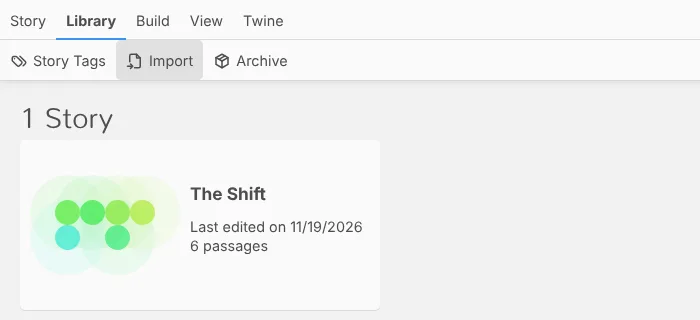 Story Library Build View Twine
Story Tags Import Archive
1 Story
The Shift
Last edited on 11/19/2026
6 passages